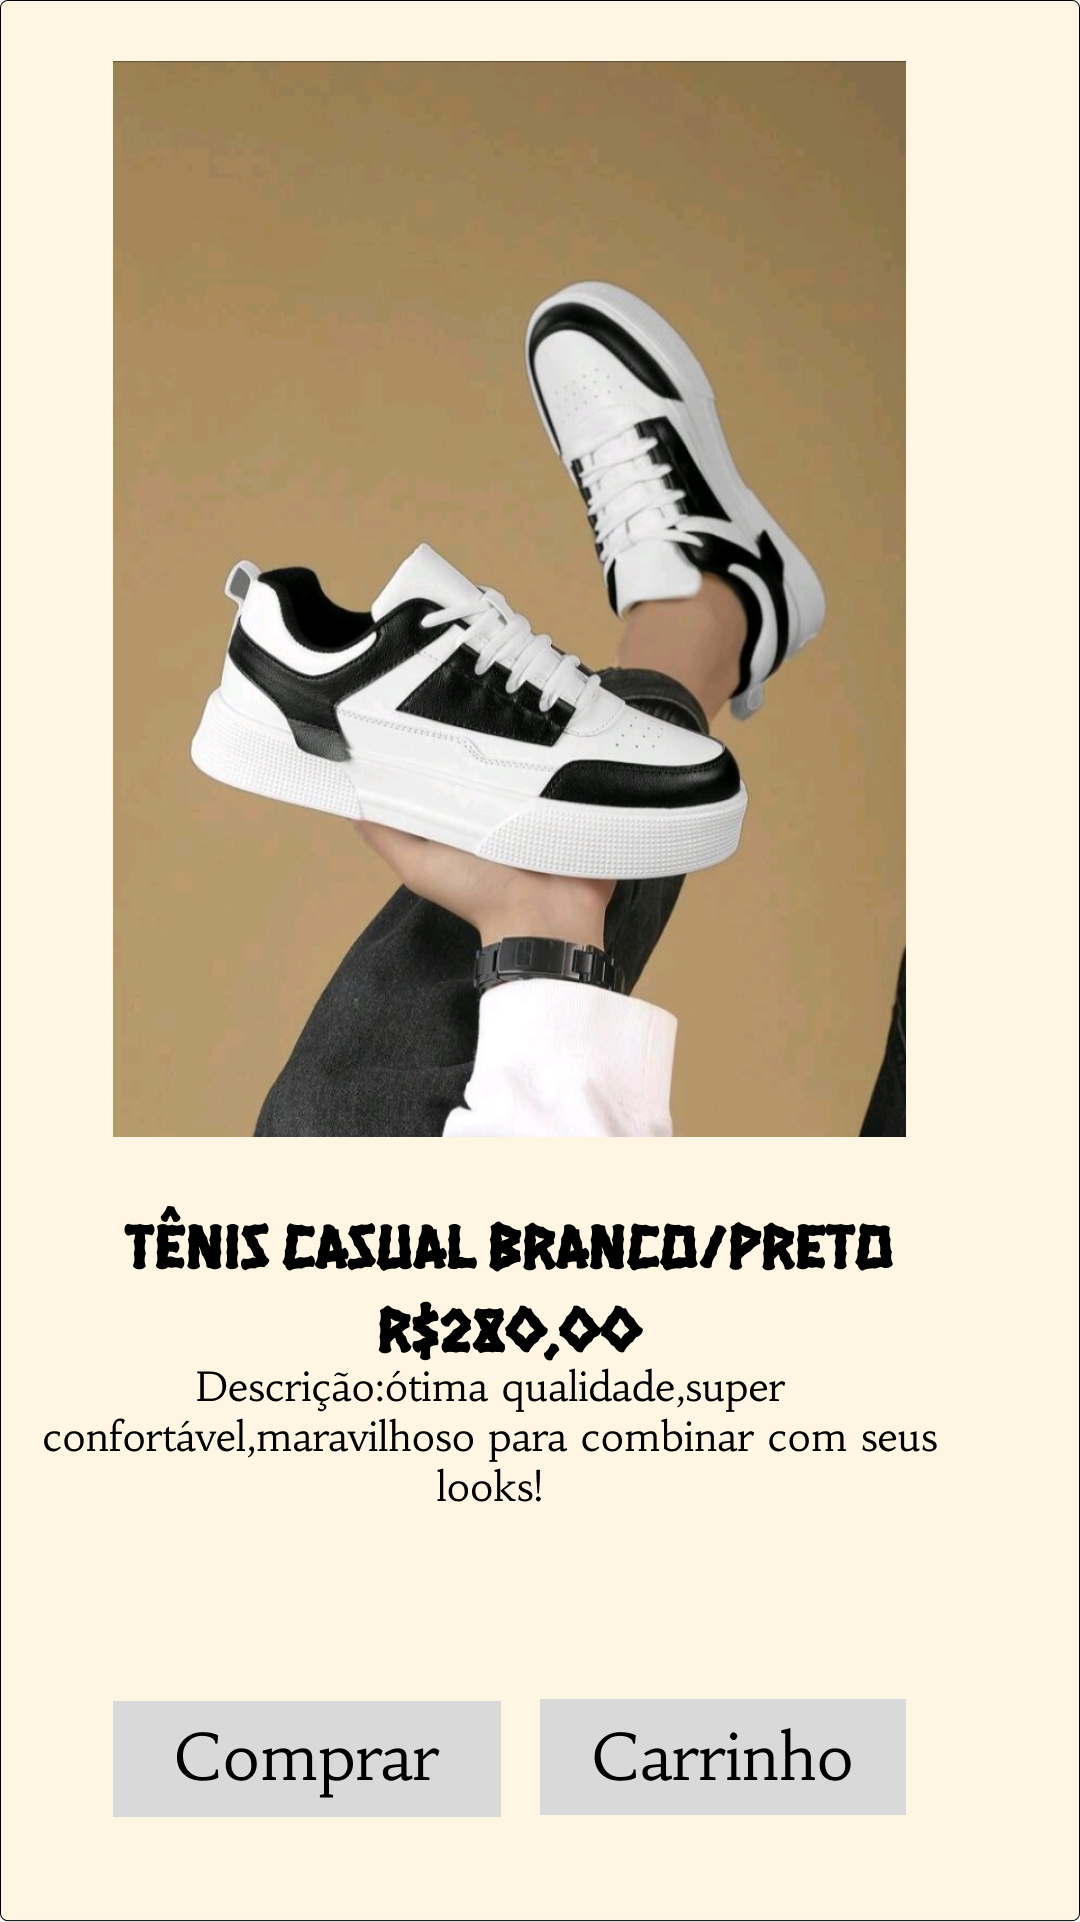 TÊNIS CASUAL BRANCO/PRETO
R$280,00
Descrição:ótima qualidade,super
confortável,maravilhoso para combinar com seus
looks!
Comprar
Carrinho